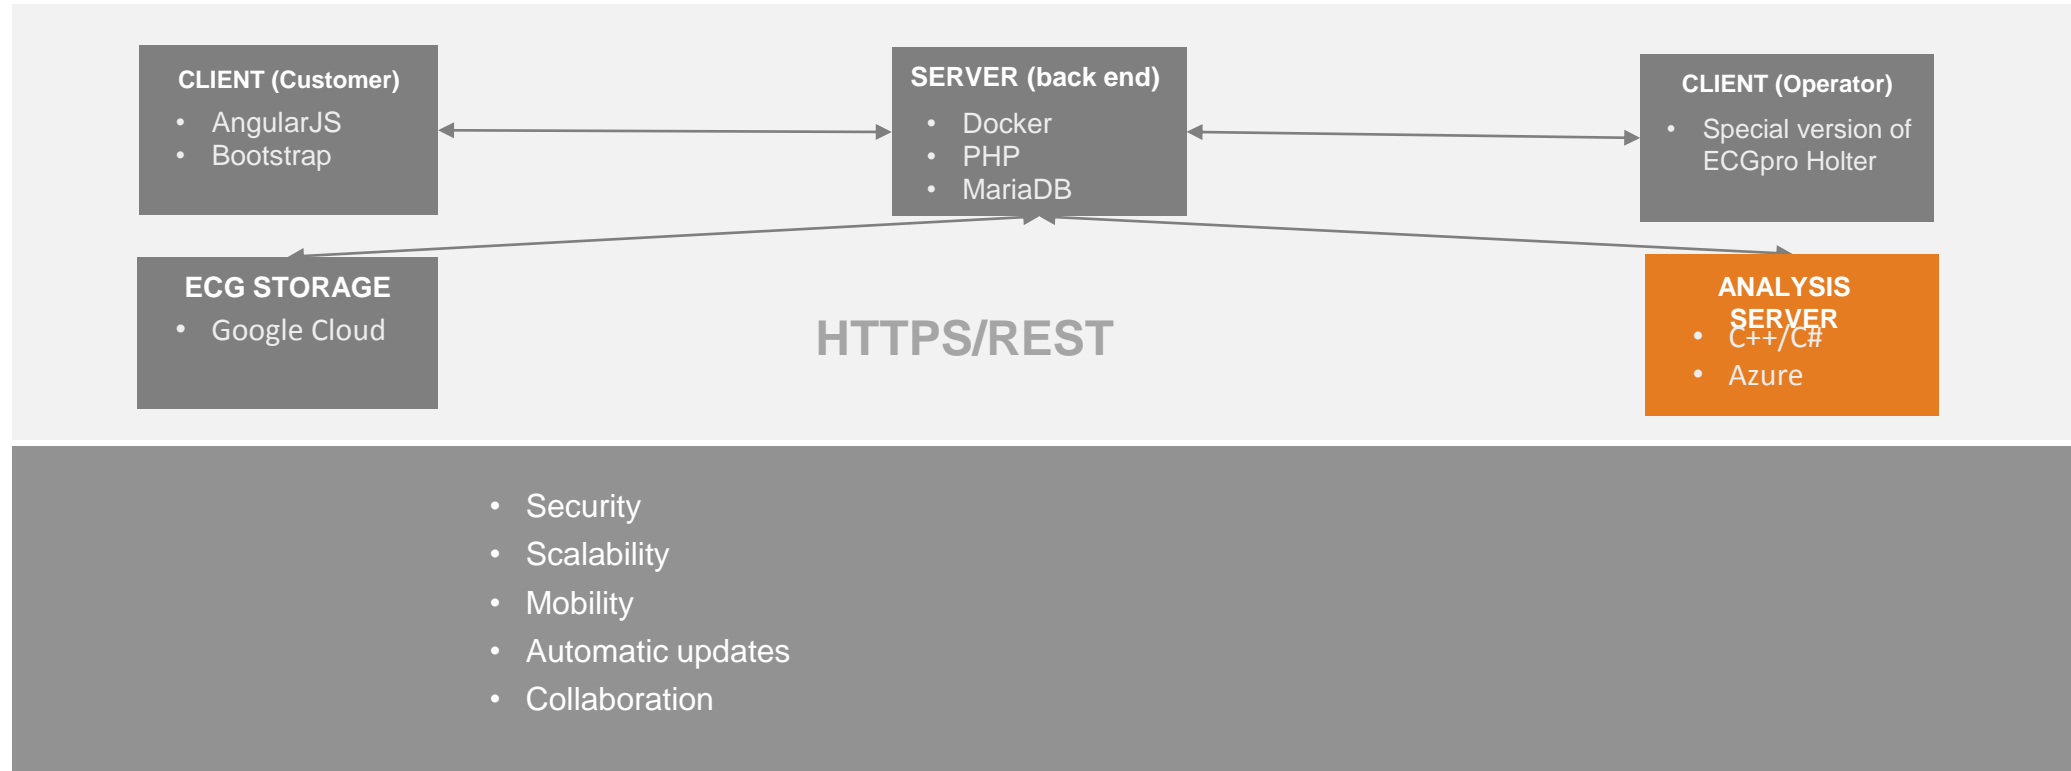 CLIENT (Customer)
• AngularJS
• Bootstrap
SERVER (back end)
• Docker
• PHP
• MariaDB
CLIENT (Operator)
• Special version of
ECGpro Holter
ECG STORAGE
• Google Cloud
HTTPS/REST
ANALYSIS
SERVER
• C++/C#
• Azure
• Security
• Scalability
• Mobility
• Automatic updates
• Collaboration